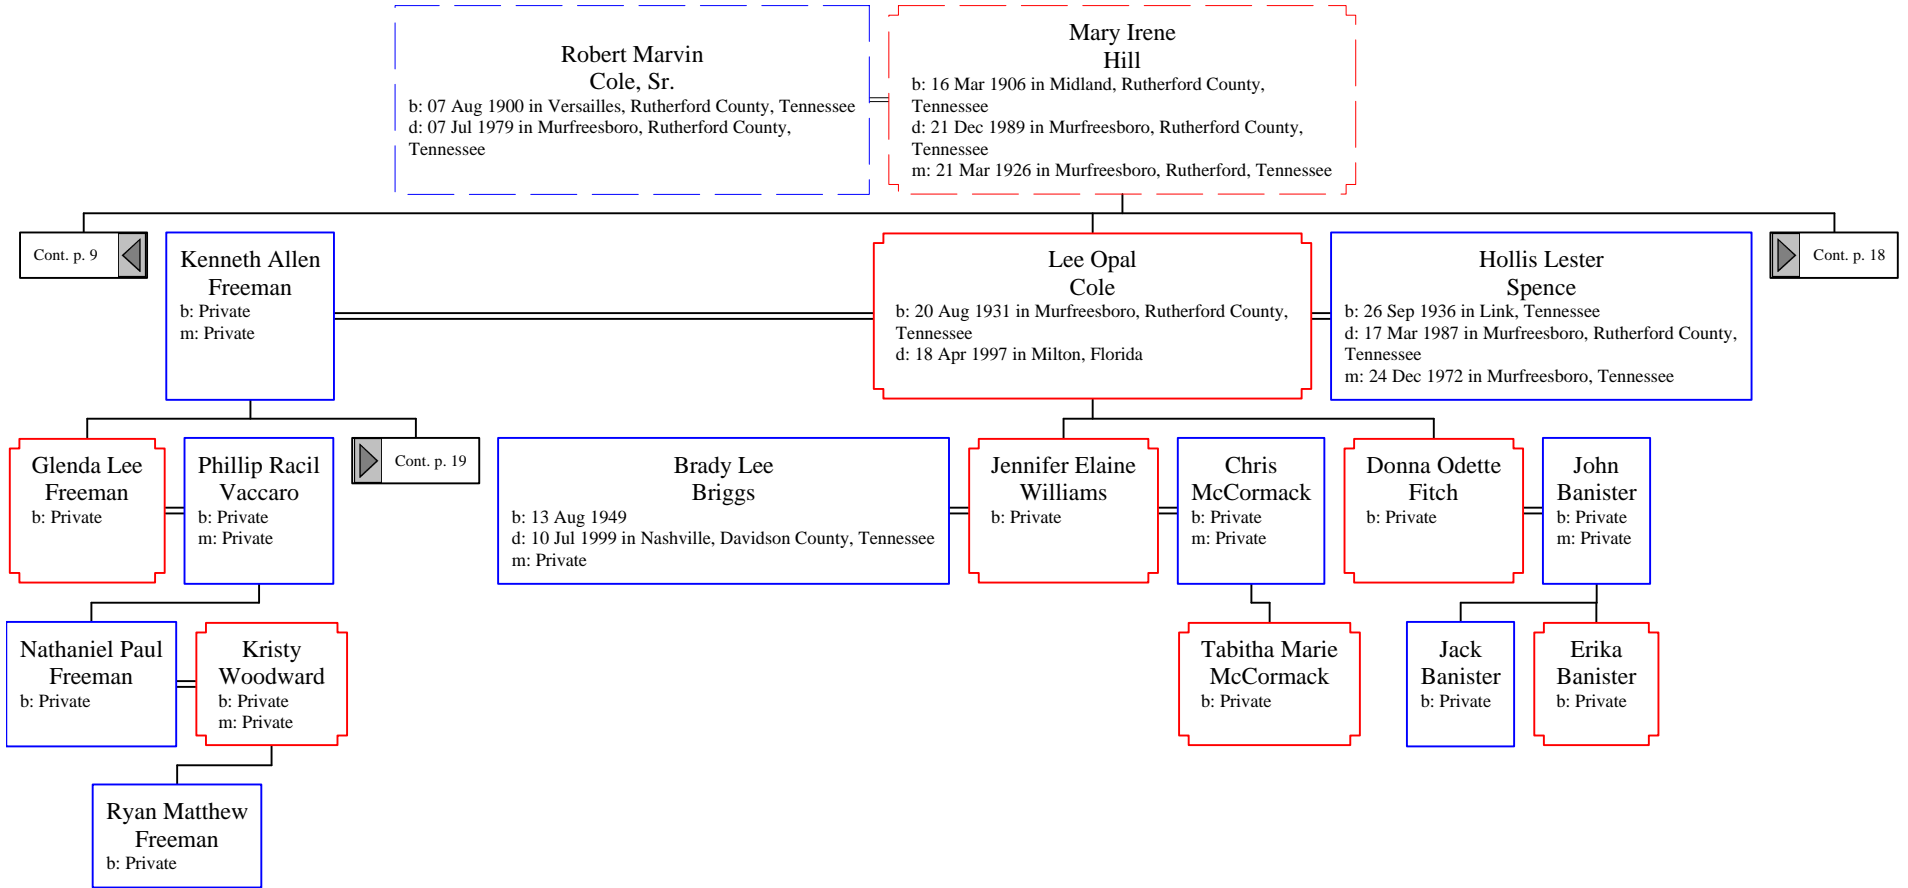 Robert Marvin
Cole, Sr.
b: 07 Aug 1900 in Versailles, Rutherford County, Tennessee
d: 07 Jul 1979 in Murfreesboro, Rutherford County,
Tennessee
Mary Irene
Hill
b: 16 Mar 1906 in Midland, Rutherford County,
Tennessee
d: 21 Dec 1989 in Murfreesboro, Rutherford County,
Tennessee
m: 21 Mar 1926 in Murfreesboro, Rutherford, Tennessee
Cont. p. 9
Kenneth Allen
Freeman
b: Private
m: Private
Lee Opal
Cole
b: 20 Aug 1931 in Murfreesboro, Rutherford County,
Tennessee
d: 18 Apr 1997 in Milton, Florida
Hollis Lester
Spence
b: 26 Sep 1936 in Link, Tennessee
d: 17 Mar 1987 in Murfreesboro, Rutherford County,
Tennessee
m: 24 Dec 1972 in Murfreesboro, Tennessee
Cont. p. 18
Glenda Lee
Freeman
b: Private
Phillip Racil
Vaccaro
b: Private
m: Private
Cont. p. 19
Brady Lee
Briggs
b: 13 Aug 1949
d: 10 Jul 1999 in Nashville, Davidson County, Tennessee
m: Private
Jennifer Elaine
Williams
b: Private
Chris
McCormack
b: Private
m: Private
Donna Odette
Fitch
b: Private
John
Banister
b: Private
m: Private
Nathaniel Paul
Freeman
b: Private
Kristy
Woodward
b: Private
m: Private
Tabitha Marie
McCormack
b: Private
Jack
Banister
b: Private
Erika
Banister
b: Private
Ryan Matthew
Freeman
b: Private